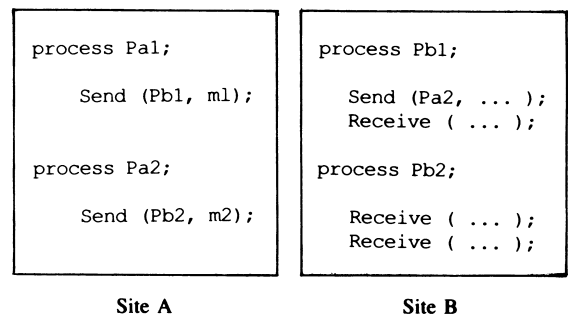 process Pa1;
Send (Pb1, m1);
process Pa2;
Send (Pb2, m2);
Site A
process Pb1;
Send (Pa2, ... );
Receive ( ... );
process Pb2;
Receive ( ... );
Receive ( ... );
Site B